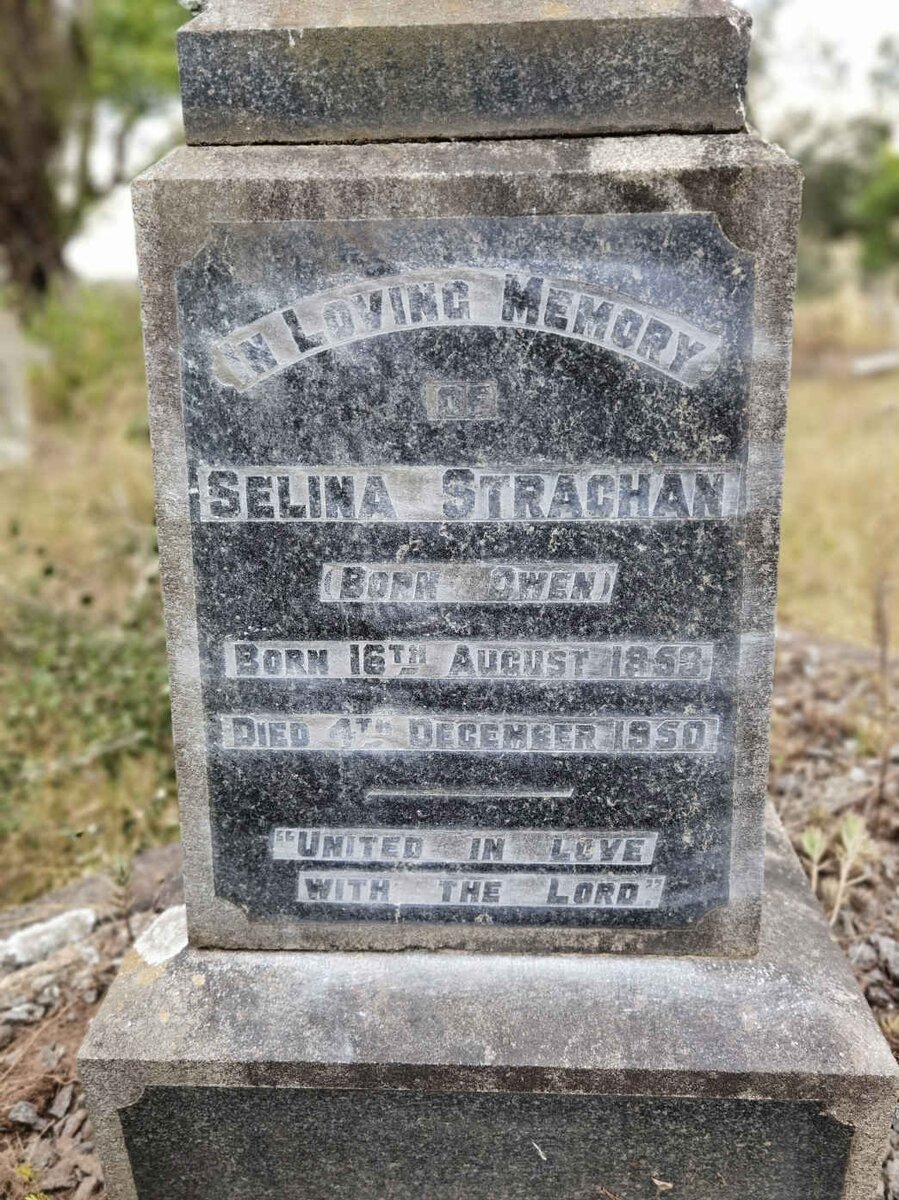 IN LOVING MEMORY
OF
SELINA STRACHAN
(BORN OWEN)
BORN 16TH AUGUST
DIED 4TH DECEMBER 1950
"UNITED IN LOVE
WITH THE LORD"